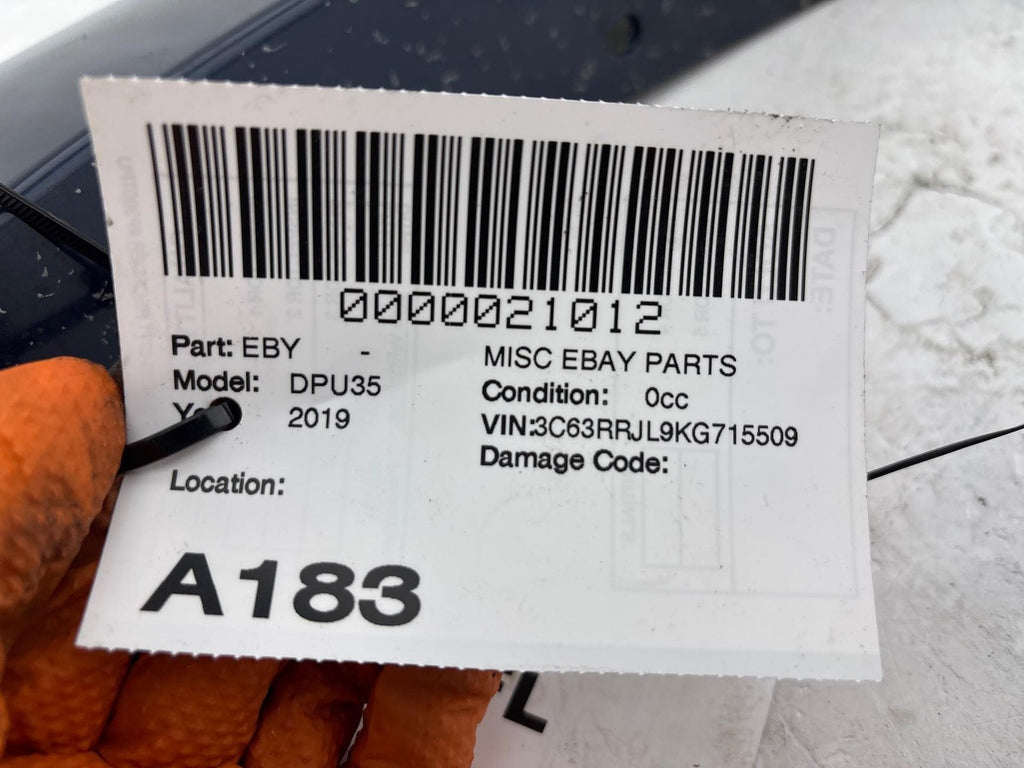 0000021012
Part: EBY - MISC EBAY PARTS
Model: DPU35 Condition: 0cc
2019 VIN:3C63RRJL9KG715509
Damage Code:
Location:
A183